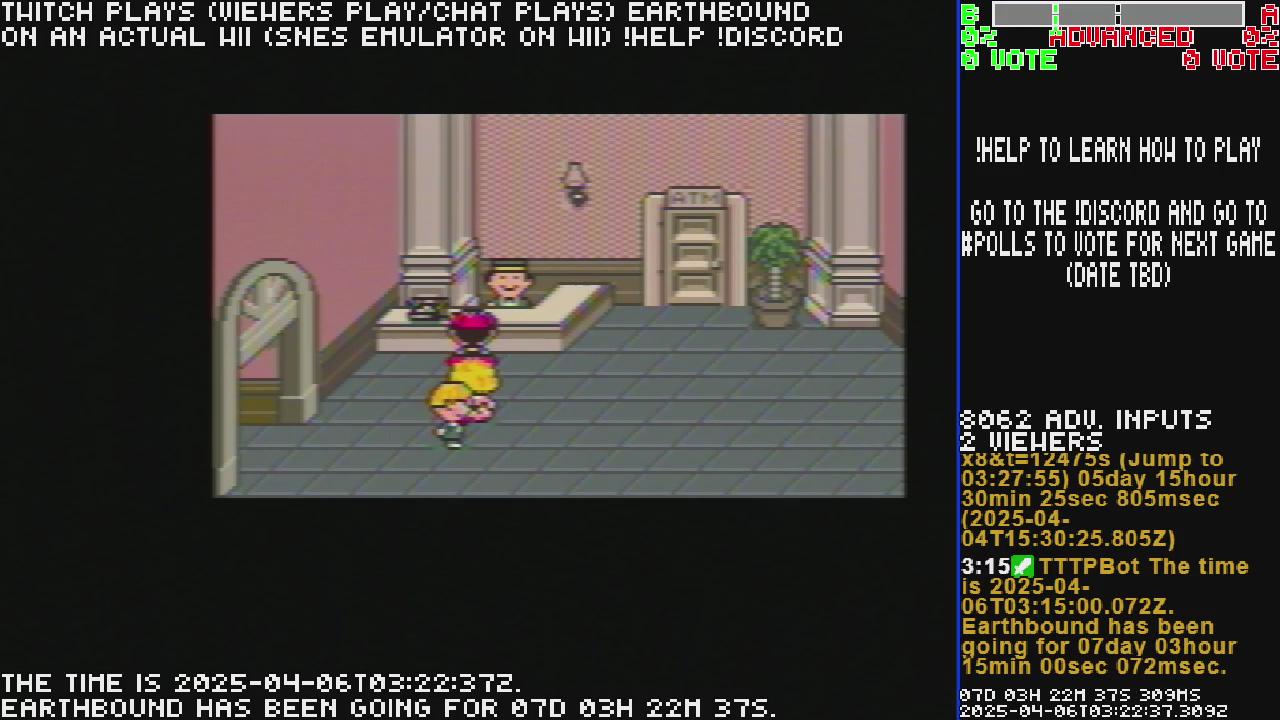 TWITCH PLAYS (VIEWERS PLAY/CHAT PLAYS) EARTHBOUND
ON AN ACTUAL WII (SNES EMULATOR ON WII) !HELP !DISCORD
B A
0% ADVANCED 0%
0 VOTE 0 VOTE
!HELP TO LEARN HOW TO PLAY
GO TO THE !DISCORD AND GO TO
#POLLS TO VOTE FOR NEXT GAME
(DATE TBD)
ATM
8062 ADV. INPUTS
2 VIEWERS
x8&t=12475s (Jump to
03:27:55) 05day 15hour
30min 25sec 805msec
(2025-04-
04T15:30:25.805Z)
3:15 TTTPBot The time
is 2025-04-
06T03:15:00.072Z.
Earthbound has been
going for 07day 03hour
15min 00sec 072msec.
THE TIME IS 2025-04-06T03:22:37Z.
EARTHBOUND HAS BEEN GOING FOR 07D 03H 22M 37S.
07D 03H 22M 37S 309MS
2025-04-06T03:22:37.309Z